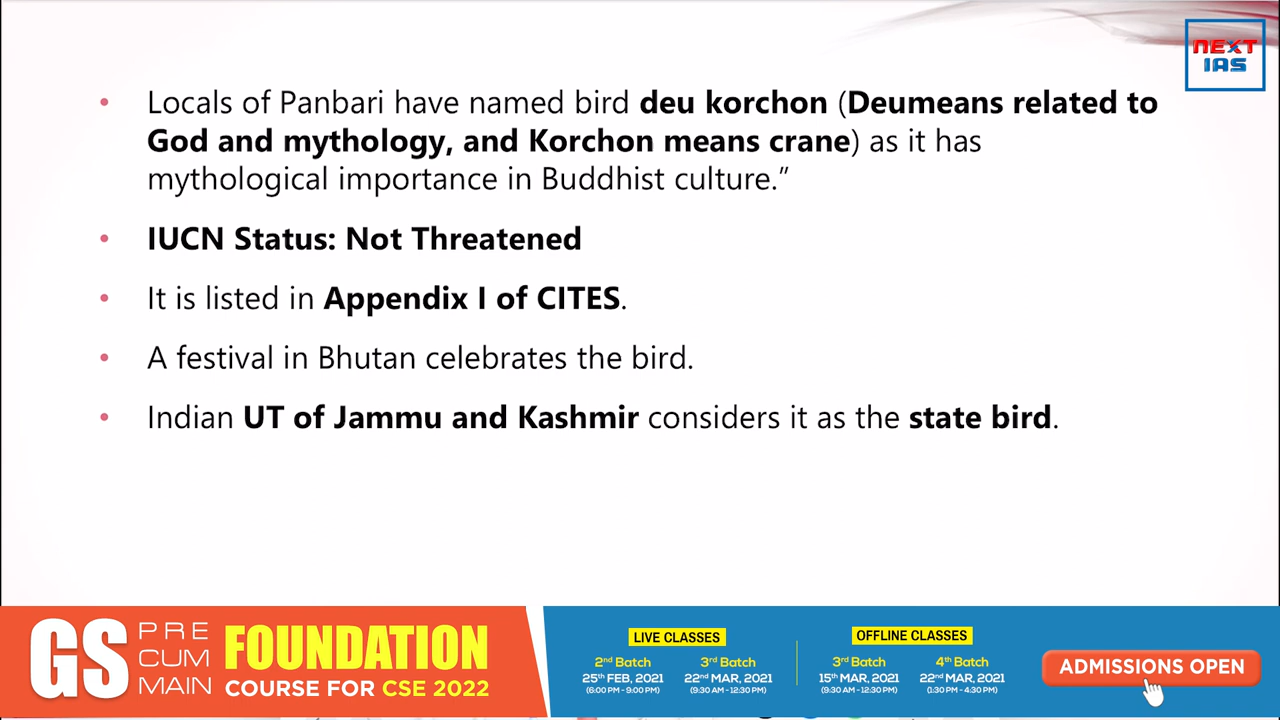 NEXT
IAS
• Locals of Panbari have named bird deu korchon (Deumeans related to
God and mythology, and Korchon means crane) as it has
mythological importance in Buddhist culture.”
• IUCN Status: Not Threatened
• It is listed in Appendix I of CITES.
• A festival in Bhutan celebrates the bird.
• Indian UT of Jammu and Kashmir considers it as the state bird.
GS PRE CUM MAIN FOUNDATION
COURSE FOR CSE 2022
LIVE CLASSES
2nd Batch
25th FEB, 2021
(6:00 PM - 9:00 PM)
3rd Batch
22nd MAR, 2021
(9:30 AM - 12:30 PM)
OFFLINE CLASSES
3rd Batch
15th MAR, 2021
(9:30 AM - 12:30 PM)
4th Batch
22nd MAR, 2021
(1:30 PM - 4:30 PM)
ADMISSIONS OPEN